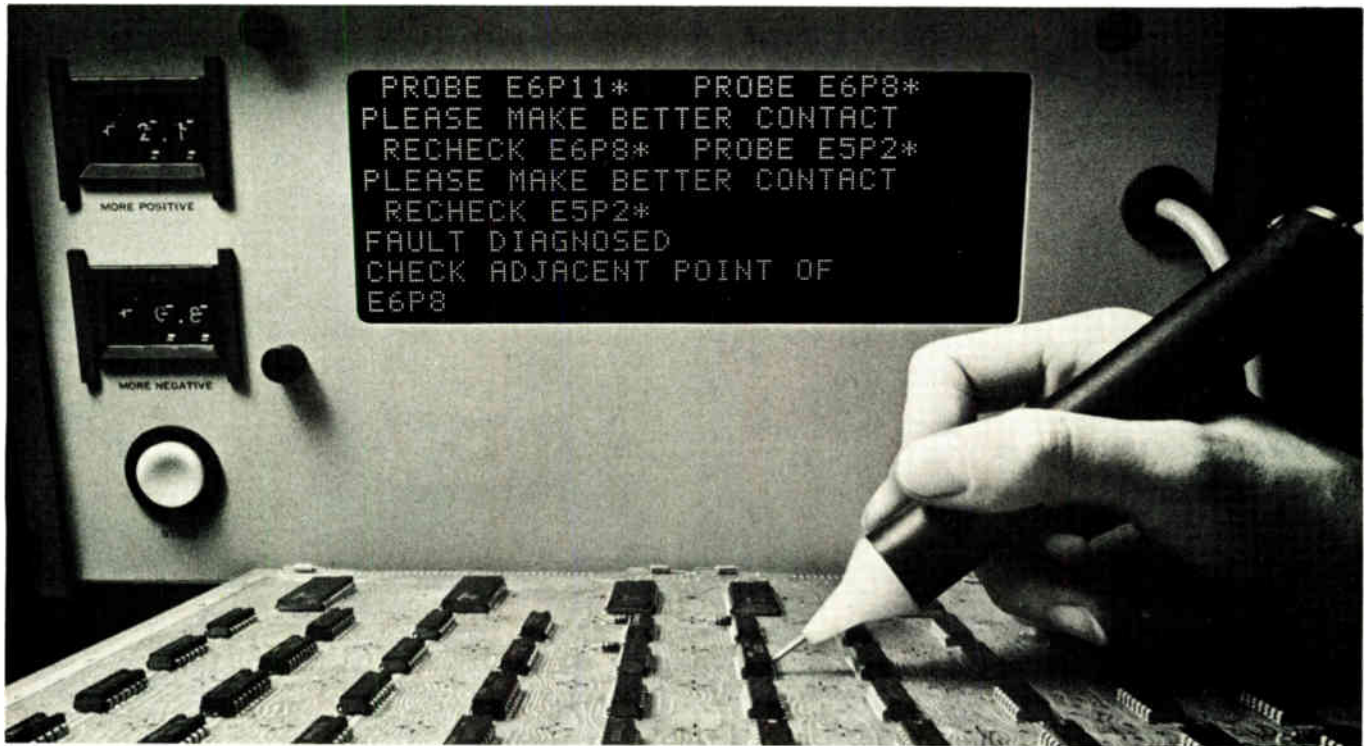 PROBE E6P11* PROBE E6P8*
PLEASE MAKE BETTER CONTACT
RECHECK E6P8* PROBE E5P2*
PLEASE MAKE BETTER CONTACT
RECHECK E5P2*
FAULT DIAGNOSED
CHECK ADJACENT POINT OF
E6P8
MORE POSITIVE
MORE NEGATIVE